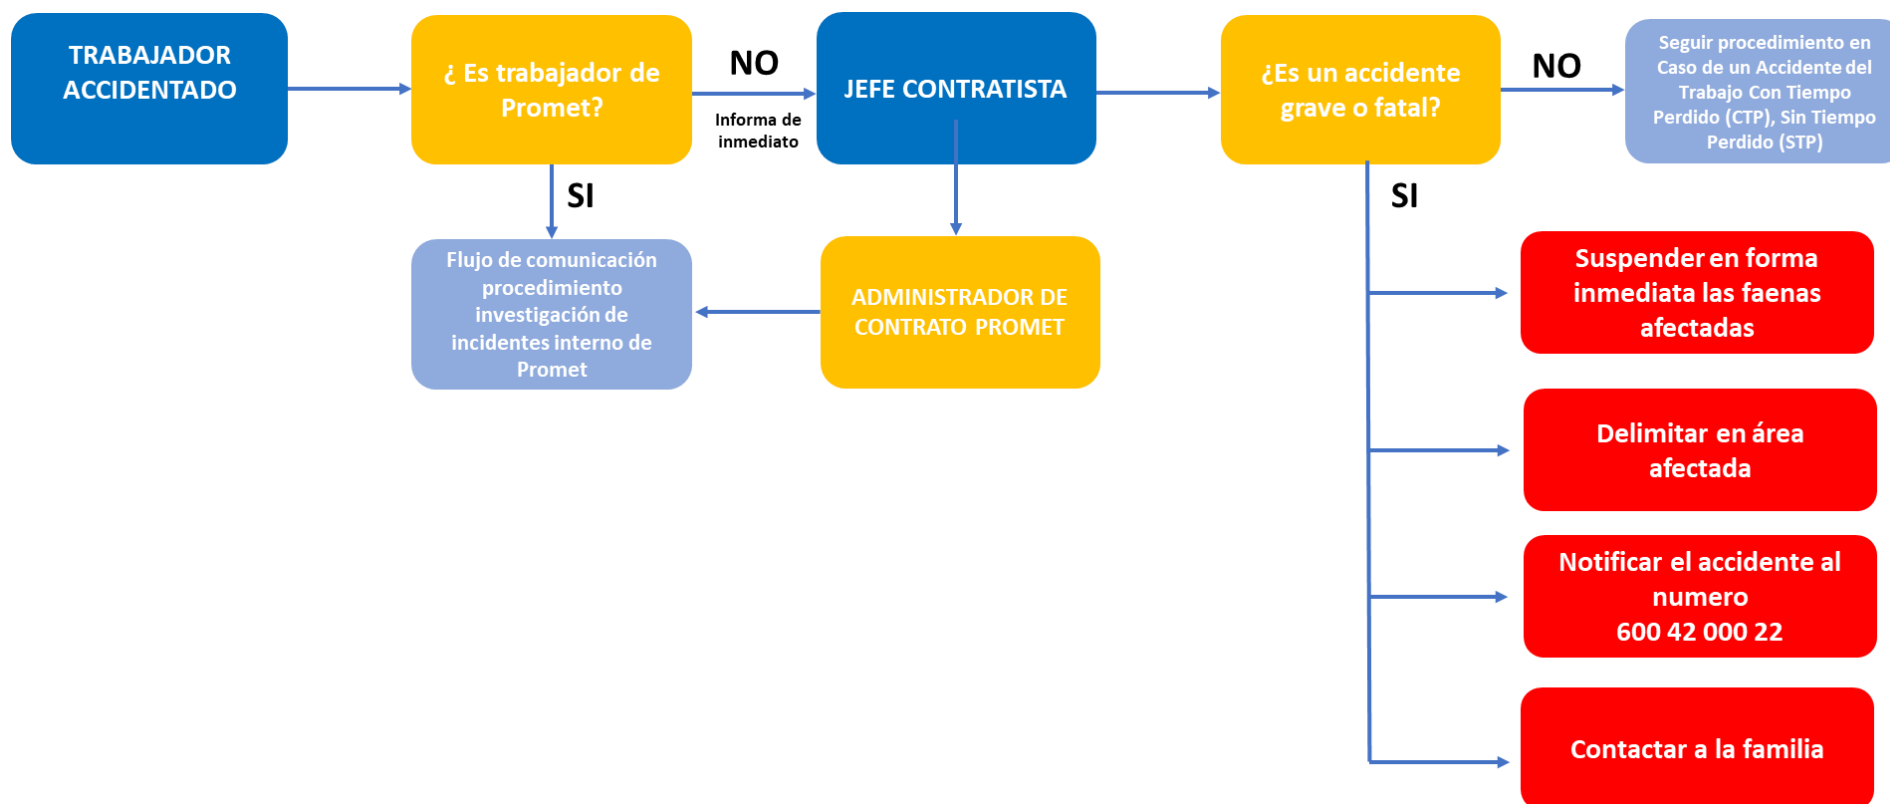 TRABAJADOR
ACCIDENTADO
¿ Es trabajador de
Promet?
NO
Informa de
inmediato
JEFE CONTRATISTA
¿Es un accidente
grave o fatal?
NO
Seguir procedimiento en
Caso de un Accidente del
Trabajo Con Tiempo
Perdido (CTP), Sin Tiempo
Perdido (STP)
SI
SI
Flujo de comunicación
procedimiento
investigación de
incidentes interno de
Promet
ADMINISTRADOR DE
CONTRATO PROMET
Suspender en forma
inmediata las faenas
afectadas
Delimitar en área
afectada
Notificar el accidente al
numero
600 42 000 22
Contactar a la familia